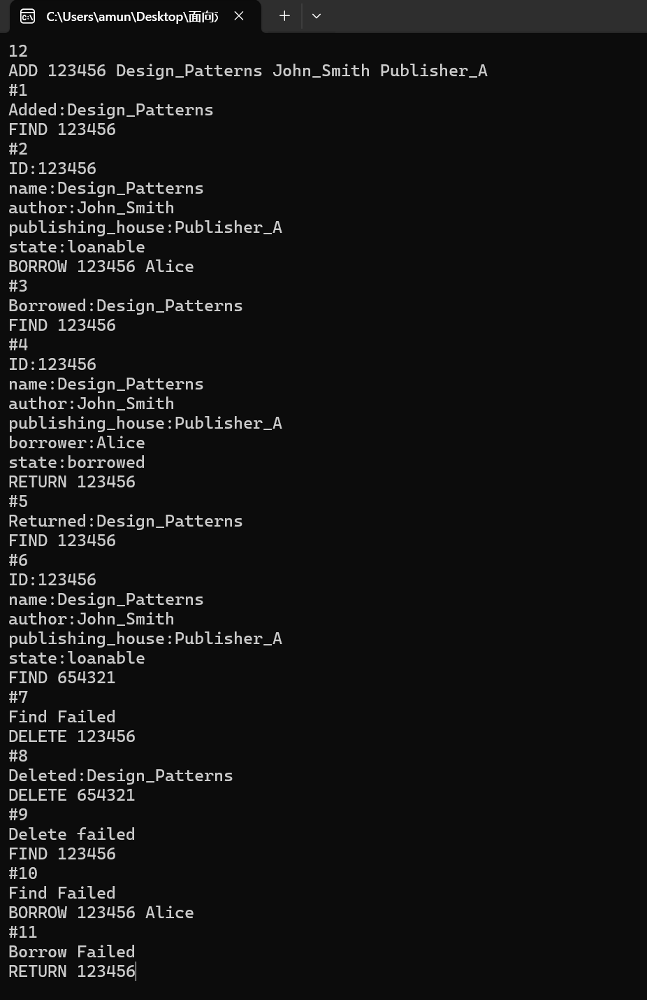 C:\Users\amun\Desktop\面向
12
ADD 123456 Design_Patterns John_Smith Publisher_A
#1
Added:Design_Patterns
FIND 123456
#2
ID:123456
name:Design_Patterns
author:John_Smith
publishing_house:Publisher_A
state:loanable
BORROW 123456 Alice
#3
Borrowed:Design_Patterns
FIND 123456
#4
ID:123456
name:Design_Patterns
author:John_Smith
publishing_house:Publisher_A
borrower:Alice
state:borrowed
RETURN 123456
#5
Returned:Design_Patterns
FIND 123456
#6
ID:123456
name:Design_Patterns
author:John_Smith
publishing_house:Publisher_A
state:loanable
FIND 654321
#7
Find Failed
DELETE 123456
#8
Deleted:Design_Patterns
DELETE 654321
#9
Delete failed
FIND 123456
#10
Find Failed
BORROW 123456 Alice
#11
Borrow Failed
RETURN 123456